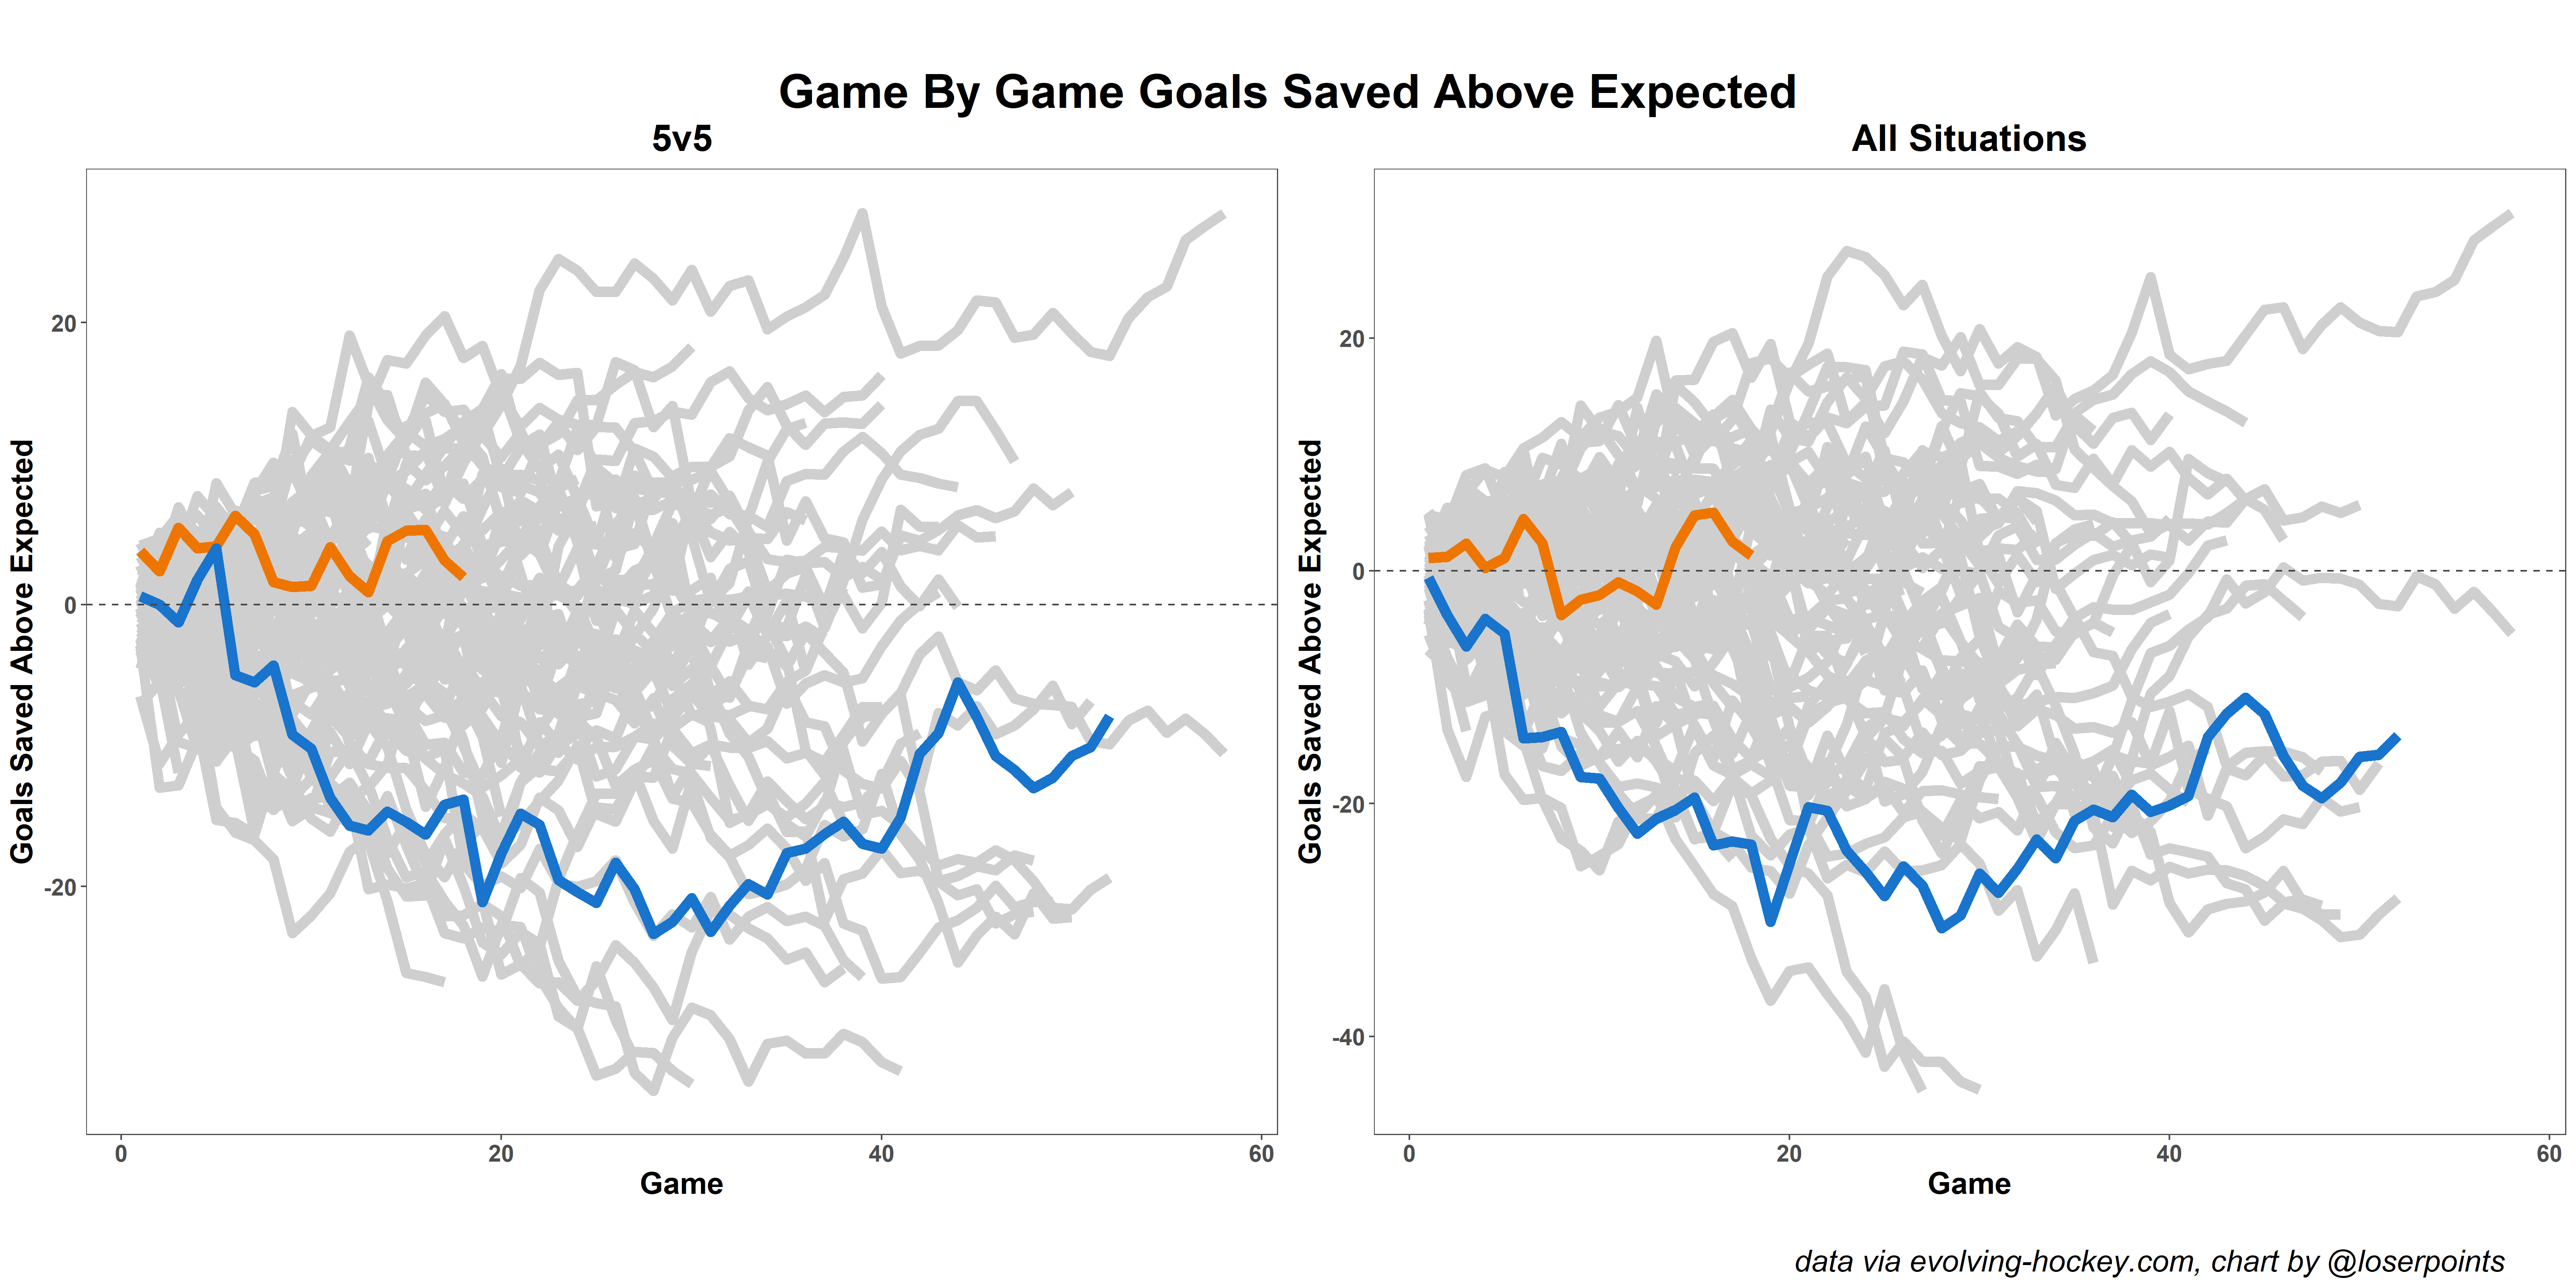 Game By Game Goals Saved Above Expected
5v5
Goals Saved Above Expected
20
0
-20
0
20
40
60
Game
All Situations
Goals Saved Above Expected
20
0
-20
-40
0
20
40
60
Game
data via evolving-hockey.com, chart by @loserpoints